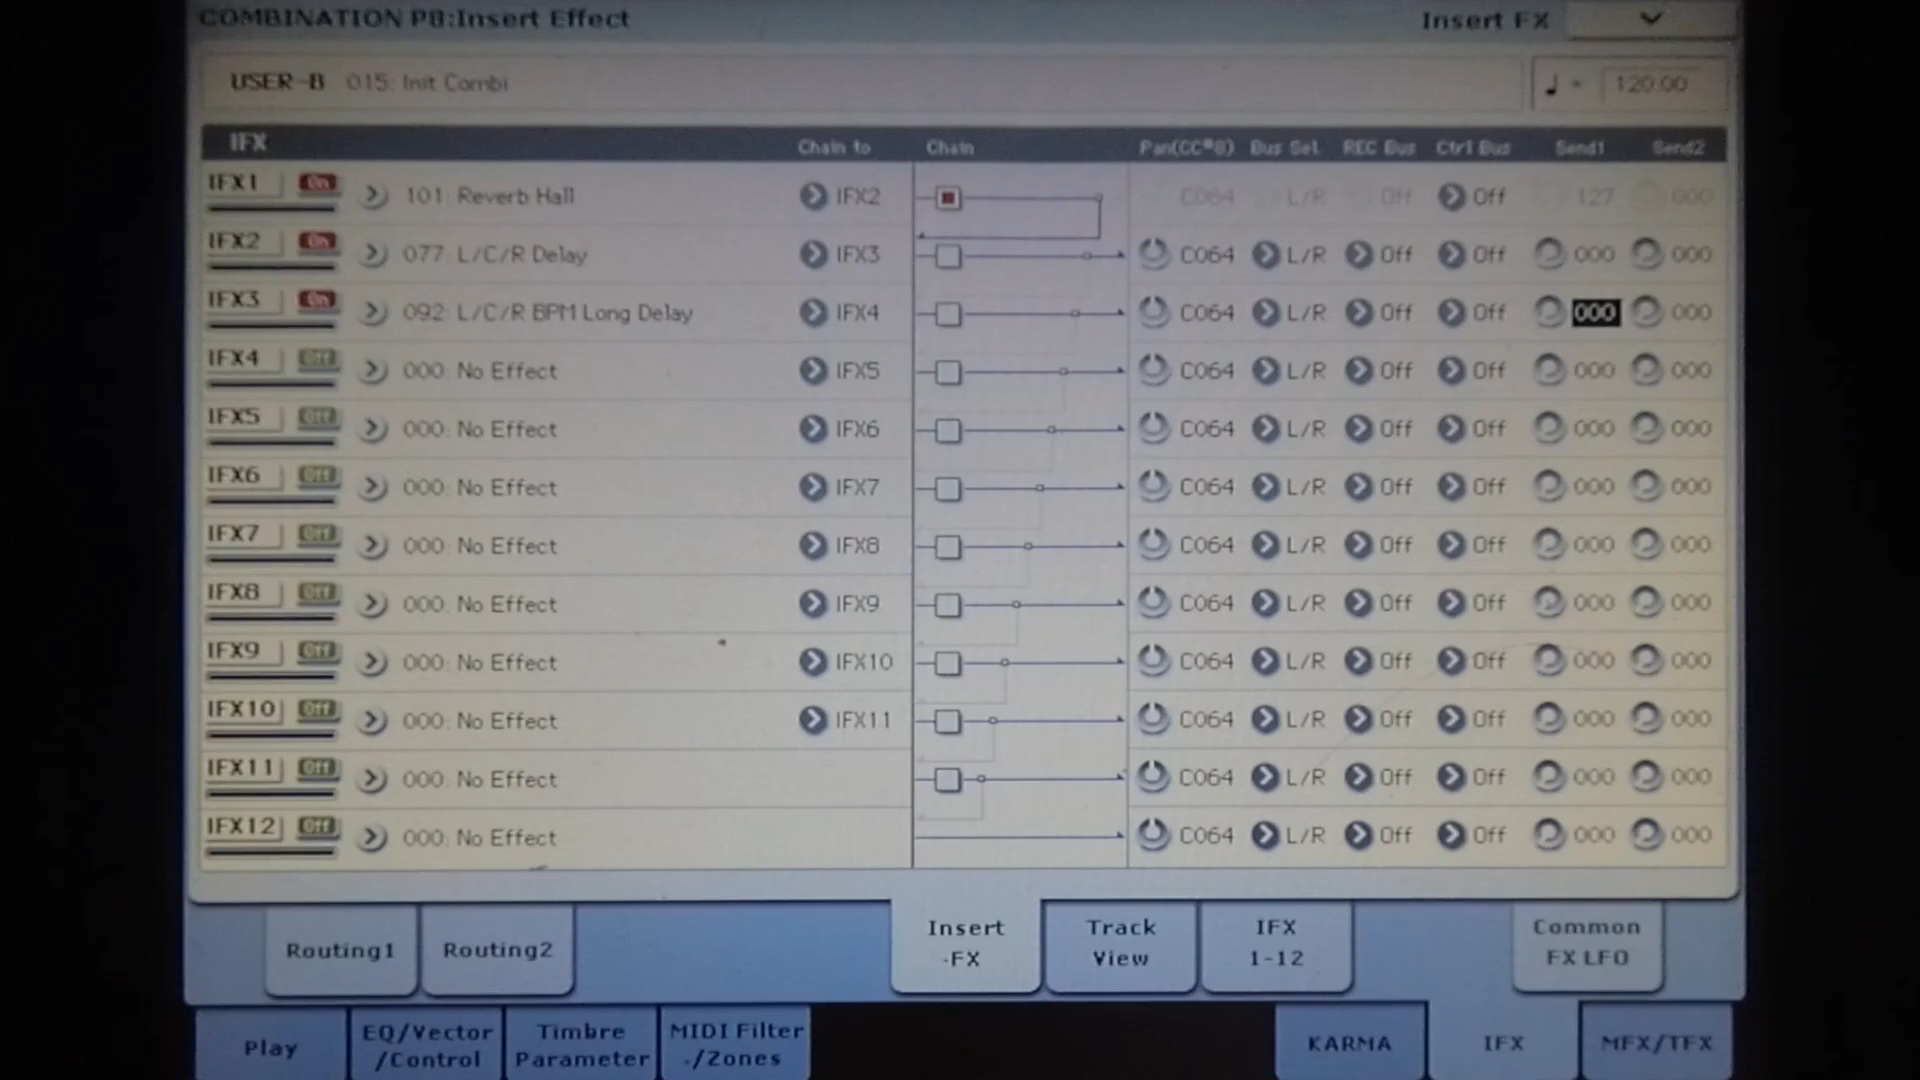 COMBINATION P8:Insert Effect Insert FX
USER-B 015: Init Combi ♩ = 120.00
IFX Chain to Chain Pan(CC#8) Bus Sel. REC Bus Ctrl Bus Send1 Send2
IFX1 On 101: Reverb Hall IFX2 C064 L/R Off Off 127 000
IFX2 On 077: L/C/R Delay IFX3 C064 L/R Off Off 000 000
IFX3 On 092: L/C/R BPM Long Delay IFX4 C064 L/R Off Off 000 000
IFX4 Off 000: No Effect IFX5 C064 L/R Off Off 000 000
IFX5 Off 000: No Effect IFX6 C064 L/R Off Off 000 000
IFX6 Off 000: No Effect IFX7 C064 L/R Off Off 000 000
IFX7 Off 000: No Effect IFX8 C064 L/R Off Off 000 000
IFX8 Off 000: No Effect IFX9 C064 L/R Off Off 000 000
IFX9 Off 000: No Effect IFX10 C064 L/R Off Off 000 000
IFX10 Off 000: No Effect IFX11 C064 L/R Off Off 000 000
IFX11 Off 000: No Effect C064 L/R Off Off 000 000
IFX12 Off 000: No Effect C064 L/R Off Off 000 000
Routing1 Routing2 Insert Track IFX Common
-FX View 1-12 FX LFO
Play EQ/Vector Timbre MIDI Filter KARMA IFX MFX/TFX
/Control Parameter -/Zones